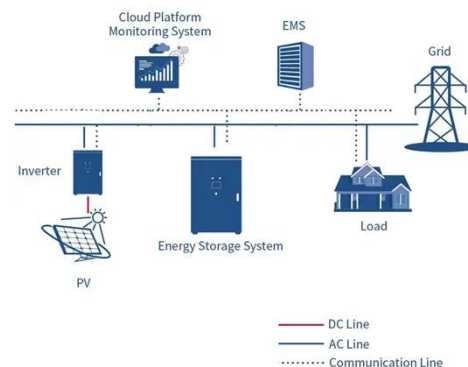 Cloud Platform
Monitoring System
EMS
Grid
Inverter
Energy Storage System
Load
PV
DC Line
AC Line
Communication Line